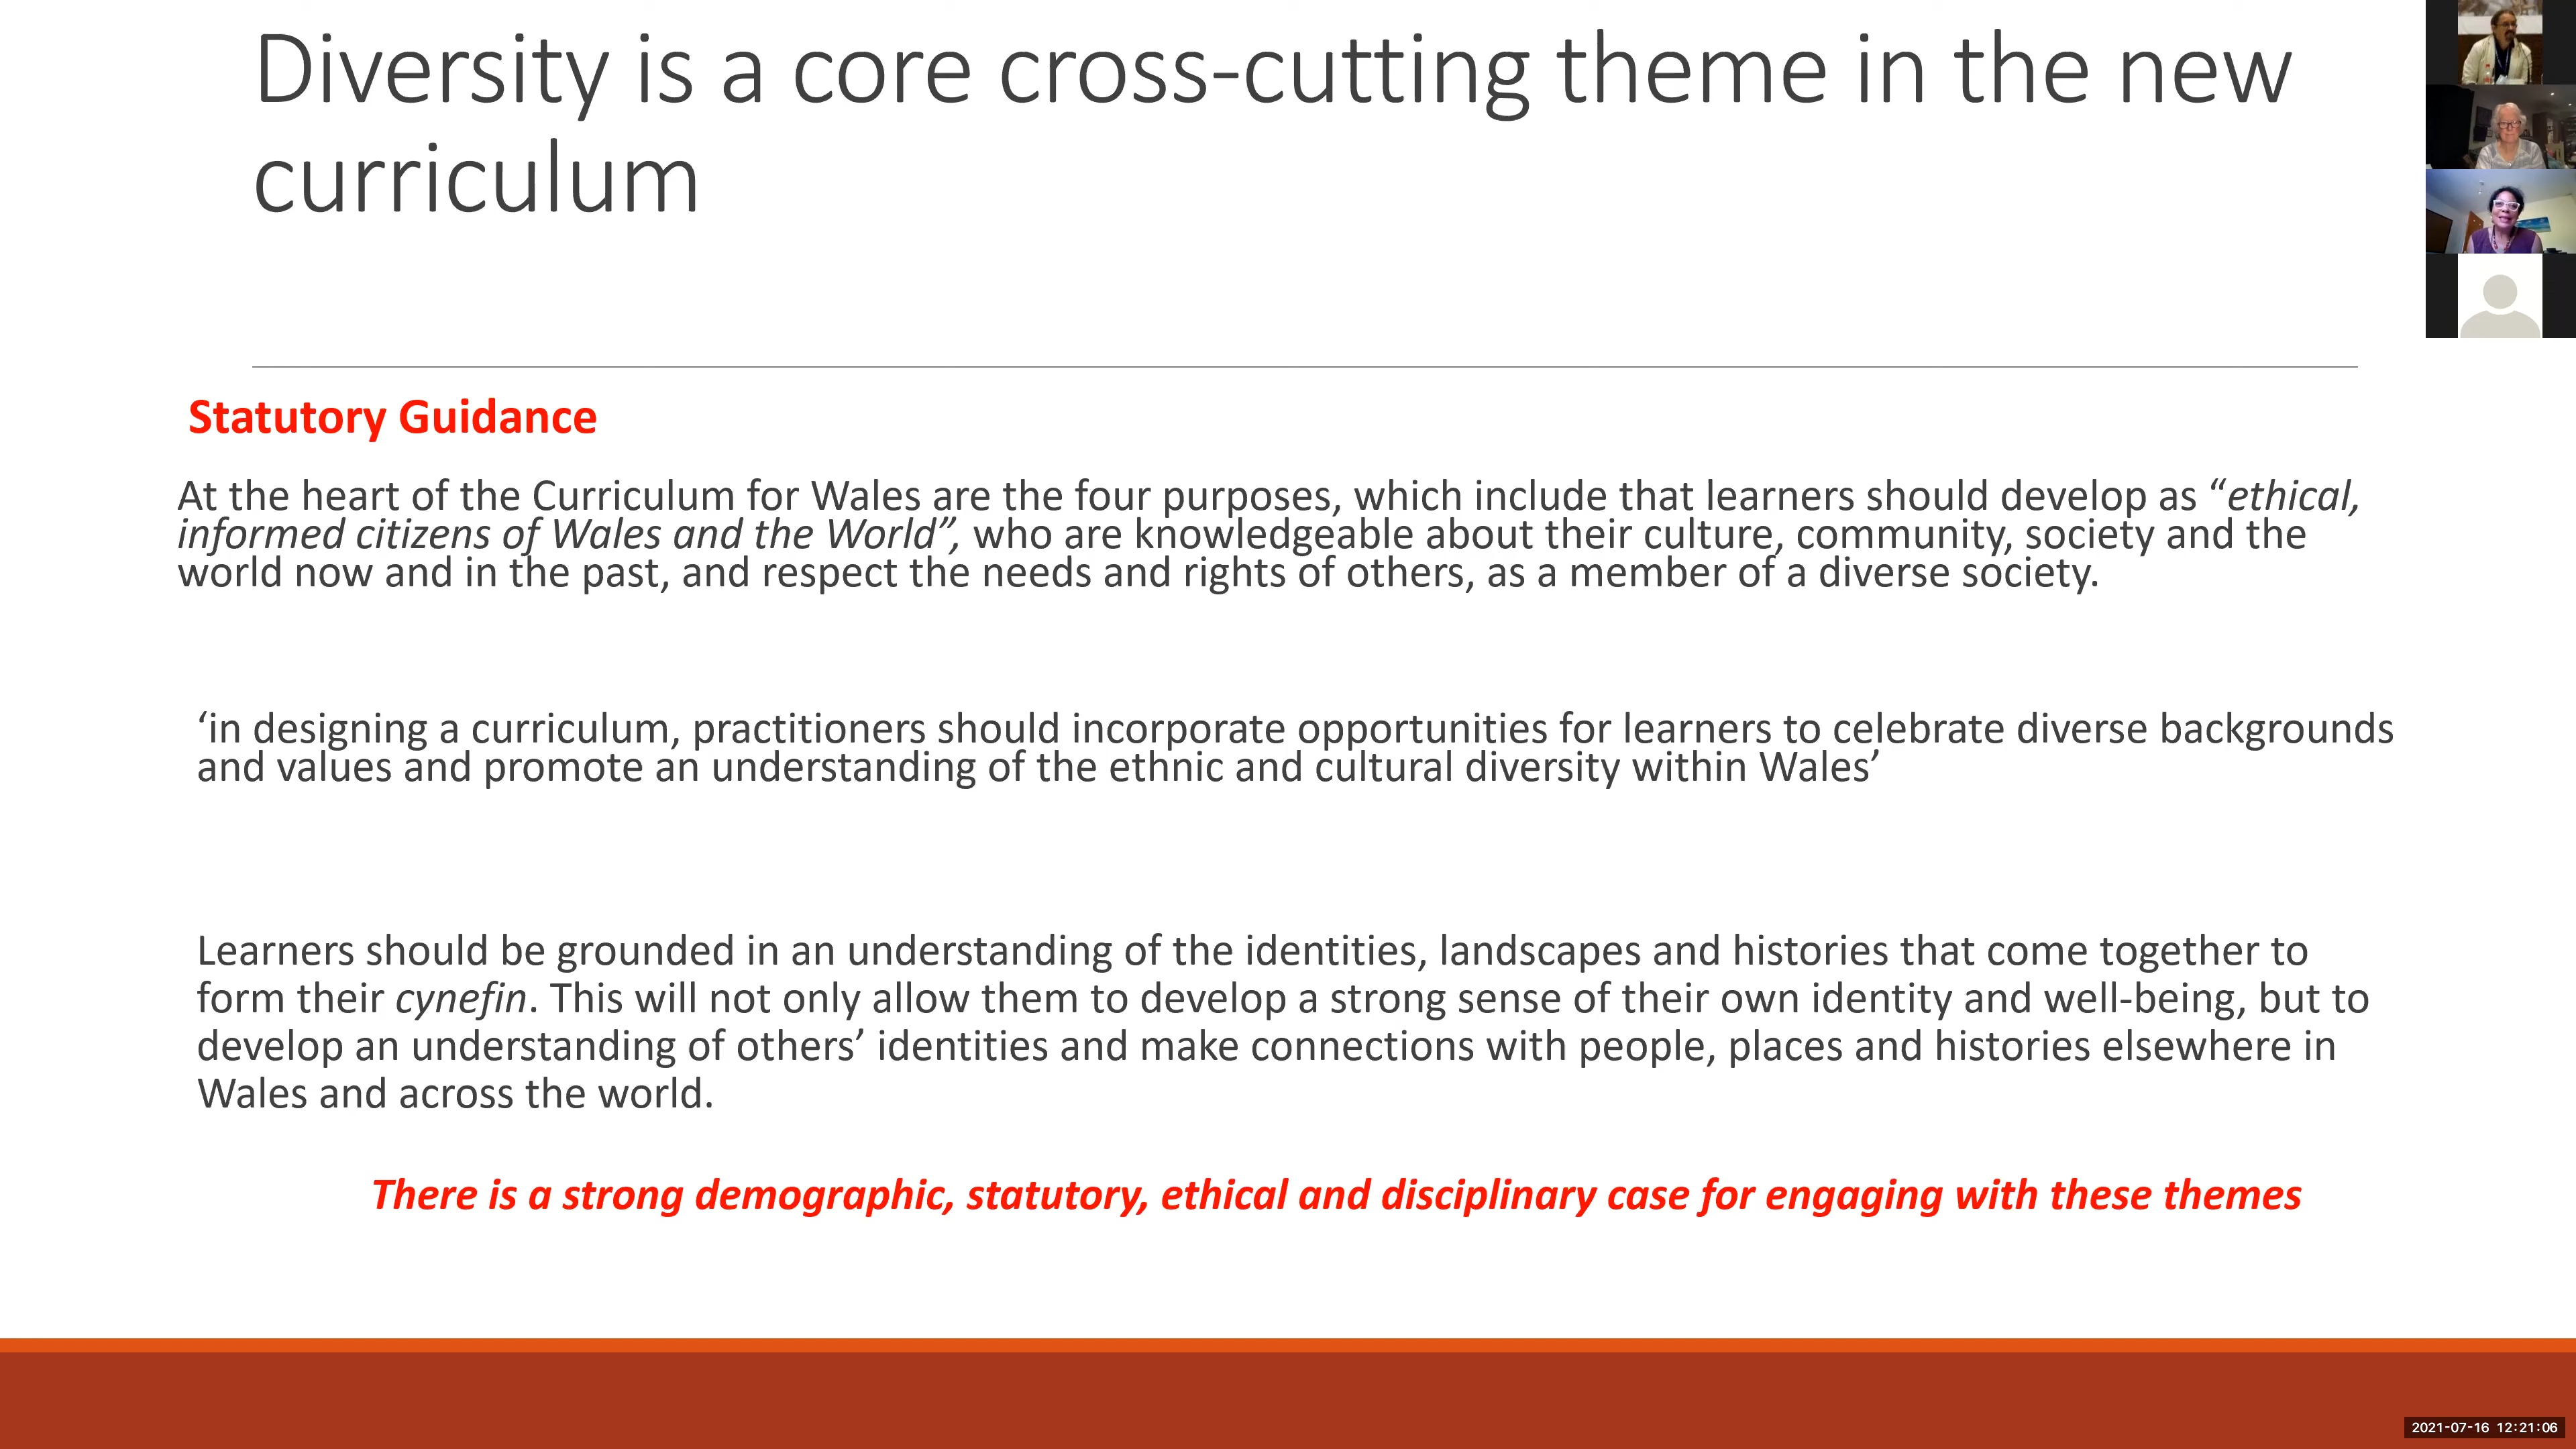 Diversity is a core cross-cutting theme in the new
curriculum
Statutory Guidance
At the heart of the Curriculum for Wales are the four purposes, which include that learners should develop as “ethical,
informed citizens of Wales and the World”, who are knowledgeable about their culture, community, society and the
world now and in the past, and respect the needs and rights of others, as a member of a diverse society.
‘in designing a curriculum, practitioners should incorporate opportunities for learners to celebrate diverse backgrounds
and values and promote an understanding of the ethnic and cultural diversity within Wales’
Learners should be grounded in an understanding of the identities, landscapes and histories that come together to
form their cynefin. This will not only allow them to develop a strong sense of their own identity and well-being, but to
develop an understanding of others’ identities and make connections with people, places and histories elsewhere in
Wales and across the world.
There is a strong demographic, statutory, ethical and disciplinary case for engaging with these themes
2021-07-16 12:21:06